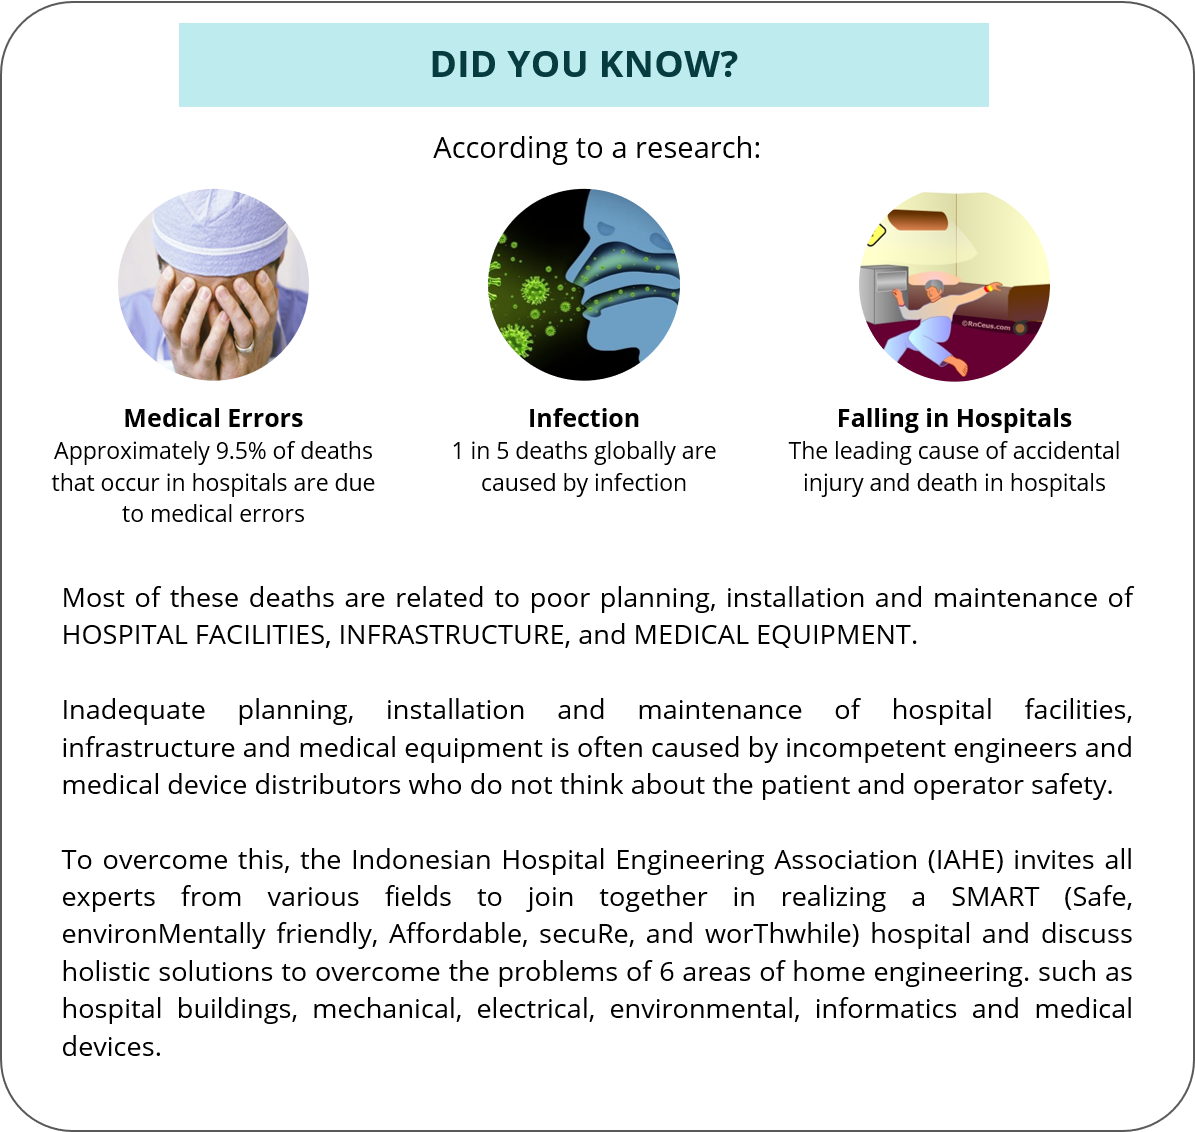 DID YOU KNOW?
According to a research:
©RnCeus.com
Medical Errors
Approximately 9.5% of deaths
that occur in hospitals are due
to medical errors
Infection
1 in 5 deaths globally are
caused by infection
Falling in Hospitals
The leading cause of accidental
injury and death in hospitals
Most of these deaths are related to poor planning, installation and maintenance of
HOSPITAL FACILITIES, INFRASTRUCTURE, and MEDICAL EQUIPMENT.
Inadequate planning, installation and maintenance of hospital facilities,
infrastructure and medical equipment is often caused by incompetent engineers and
medical device distributors who do not think about the patient and operator safety.
To overcome this, the Indonesian Hospital Engineering Association (IAHE) invites all
experts from various fields to join together in realizing a SMART (Safe,
environMentally friendly, Affordable, secuRe, and worThwhile) hospital and discuss
holistic solutions to overcome the problems of 6 areas of home engineering. such as
hospital buildings, mechanical, electrical, environmental, informatics and medical
devices.